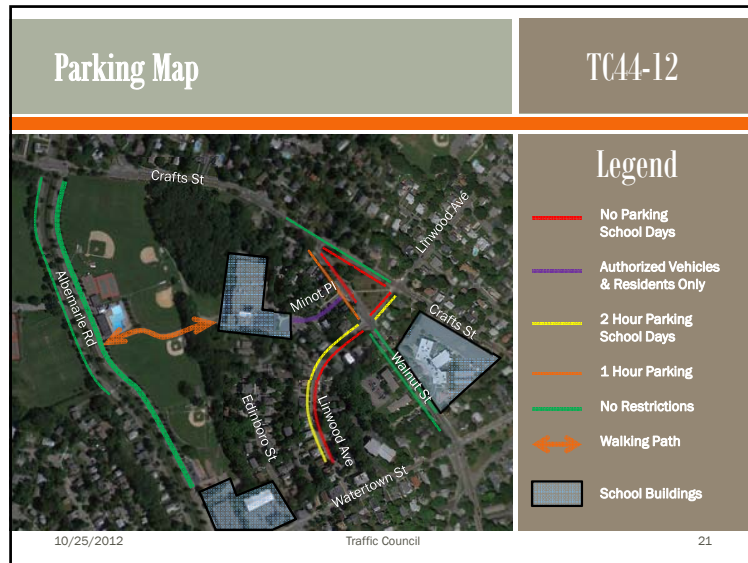 Parking Map
TC44-12
Crafts St
Linwood Ave
Albemarle Rd
Minot Pl
Crafts St
Walnut St
Edinboro St
Linwood Ave
Watertown St
Legend
No Parking
School Days
Authorized Vehicles
& Residents Only
2 Hour Parking
School Days
1 Hour Parking
No Restrictions
Walking Path
School Buildings
10/25/2012
Traffic Council
21